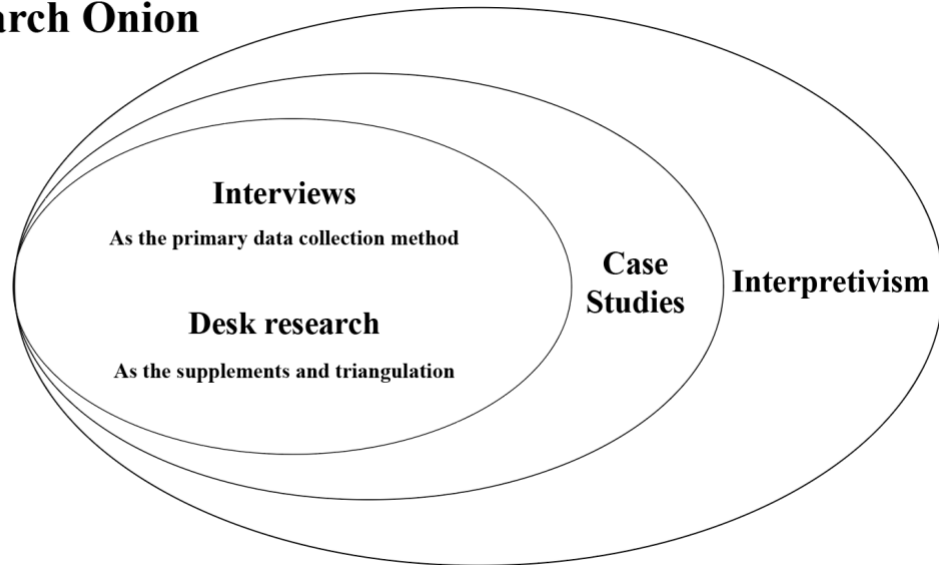 arch Onion
Interviews
As the primary data collection method
Case
Studies
Interpretivism
Desk research
As the supplements and triangulation